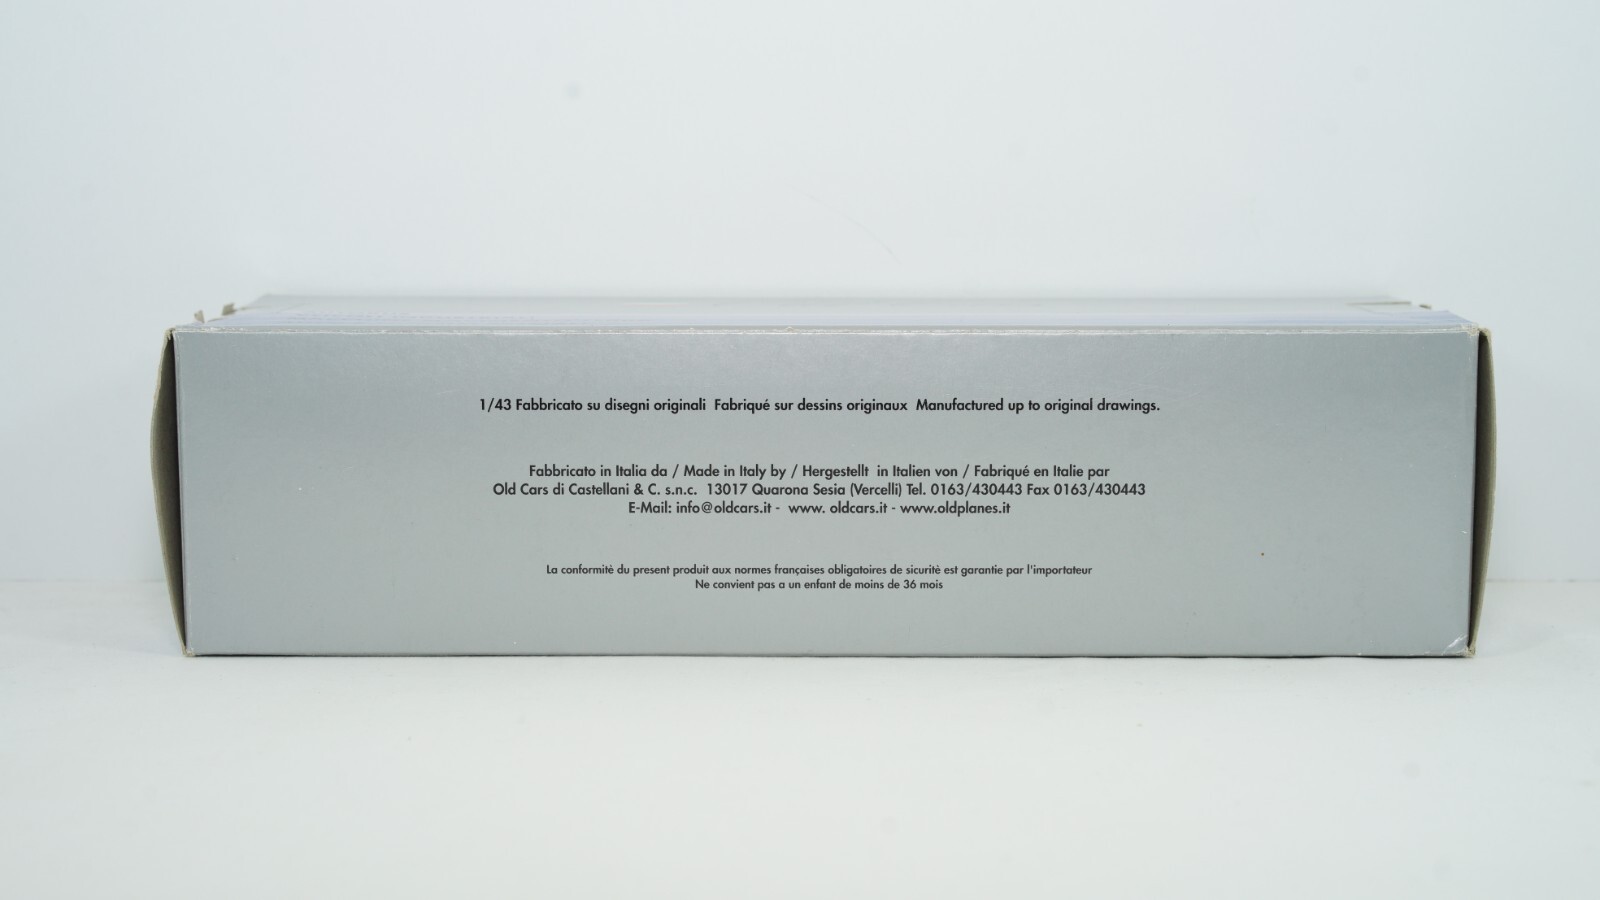 1/43 Fabbricato su disegni originali Fabriqué sur dessins originaux Manufactured up to original drawings.
Fabbricato in Italia da / Made in Italy by / Hergestellt in Italien von / Fabriqué en Italie par
Old Cars di Castellani & C. s.n.c. 13017 Quarona Sesia (Vercelli) Tel. 0163/430443 Fax 0163/430443
E-Mail: info@oldcars.it - www. oldcars.it - www.oldplanes.it
La conformité du present produit aux normes françaises obligatoires de sicurité est garantie par l'importateur
Ne convient pas a un enfant de moins de 36 mois